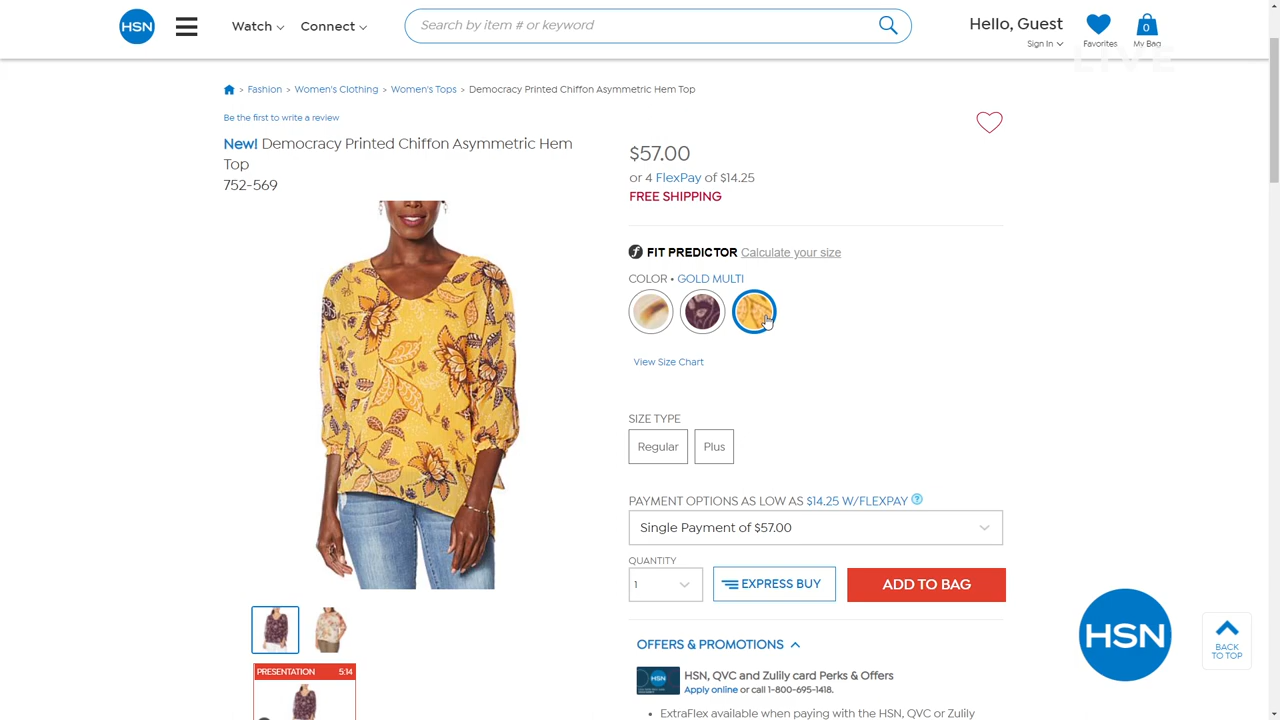 HSN
Watch
Connect
Search by item # or keyword
Hello, Guest
Sign In
Favorites
0
My Bag
LIVE
> Fashion > Women's Clothing > Women's Tops > Democracy Printed Chiffon Asymmetric Hem Top
Be the first to write a review
New! Democracy Printed Chiffon Asymmetric Hem
Top
752-569
$57.00
or 4 FlexPay of $14.25
FREE SHIPPING
FIT PREDICTOR Calculate your size
COLOR • GOLD MULTI
View Size Chart
SIZE TYPE
Regular
Plus
PAYMENT OPTIONS AS LOW AS $14.25 W/FLEXPAY ?
Single Payment of $57.00
QUANTITY
1
EXPRESS BUY
ADD TO BAG
PRESENTATION 5:14
OFFERS & PROMOTIONS
HSN
HSN, QVC and Zulily card Perks & Offers
Apply online or call 1-800-695-1418.
• ExtraFlex available when paying with the HSN, QVC or Zulily
HSN
BACK
TO TOP